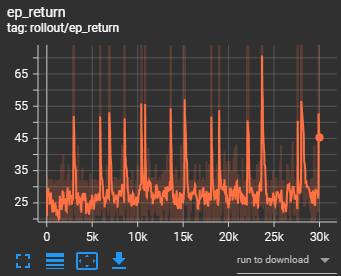 ep_return
tag: rollout/ep_return
65
55
45
35
25
0
5k
10k
15k
20k
25k
30k
run to download